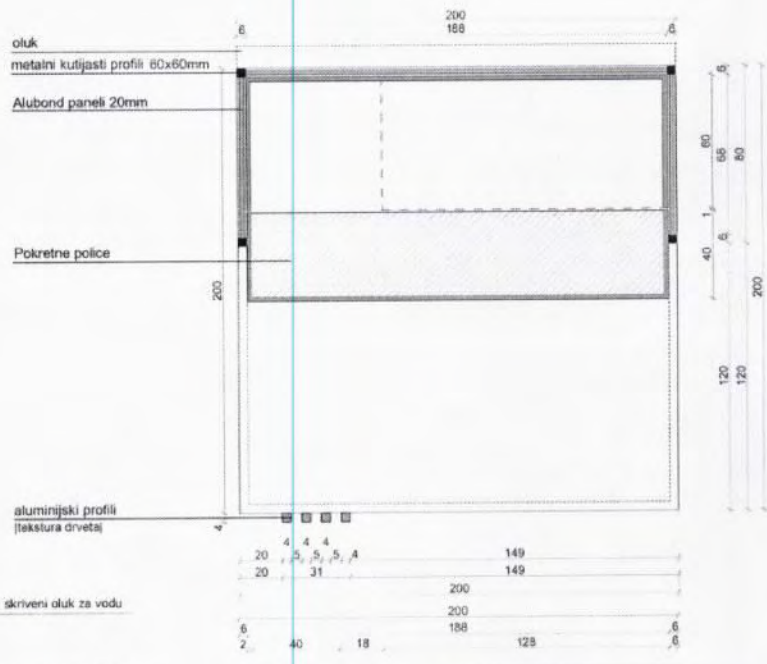 200
6 188 6
oluk
metalni kutijasti profili 60x60mm
Alubond paneli 20mm
Pokretne police
200
60
1
40
6
68
6
120
80
120
200
aluminijski profili
|tekstura drveta|
4
4 4 4
20 5 5 5 4 149
20 31 149
200
skriveni oluk za vodu
200
6 188 6
2 40 18 128 6